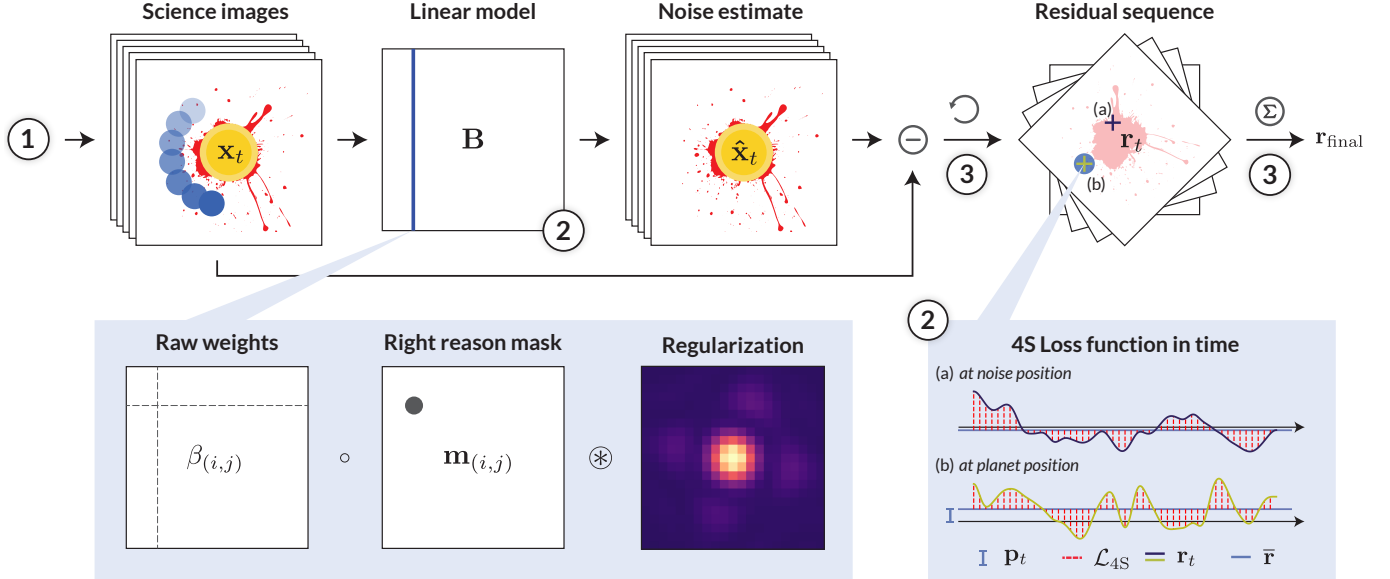 Science images
Linear model
Noise estimate
Residual sequence
1
x_t
B
2
x̂_t
−
3
(a)
r_t
(b)
Σ
3
r_final
Raw weights
Right reason mask
Regularization
β_(i,j)
∘
m_(i,j)
⊛
2
4S Loss function in time
(a) at noise position
(b) at planet position
p_t
ℒ_4S
r_t
r̄